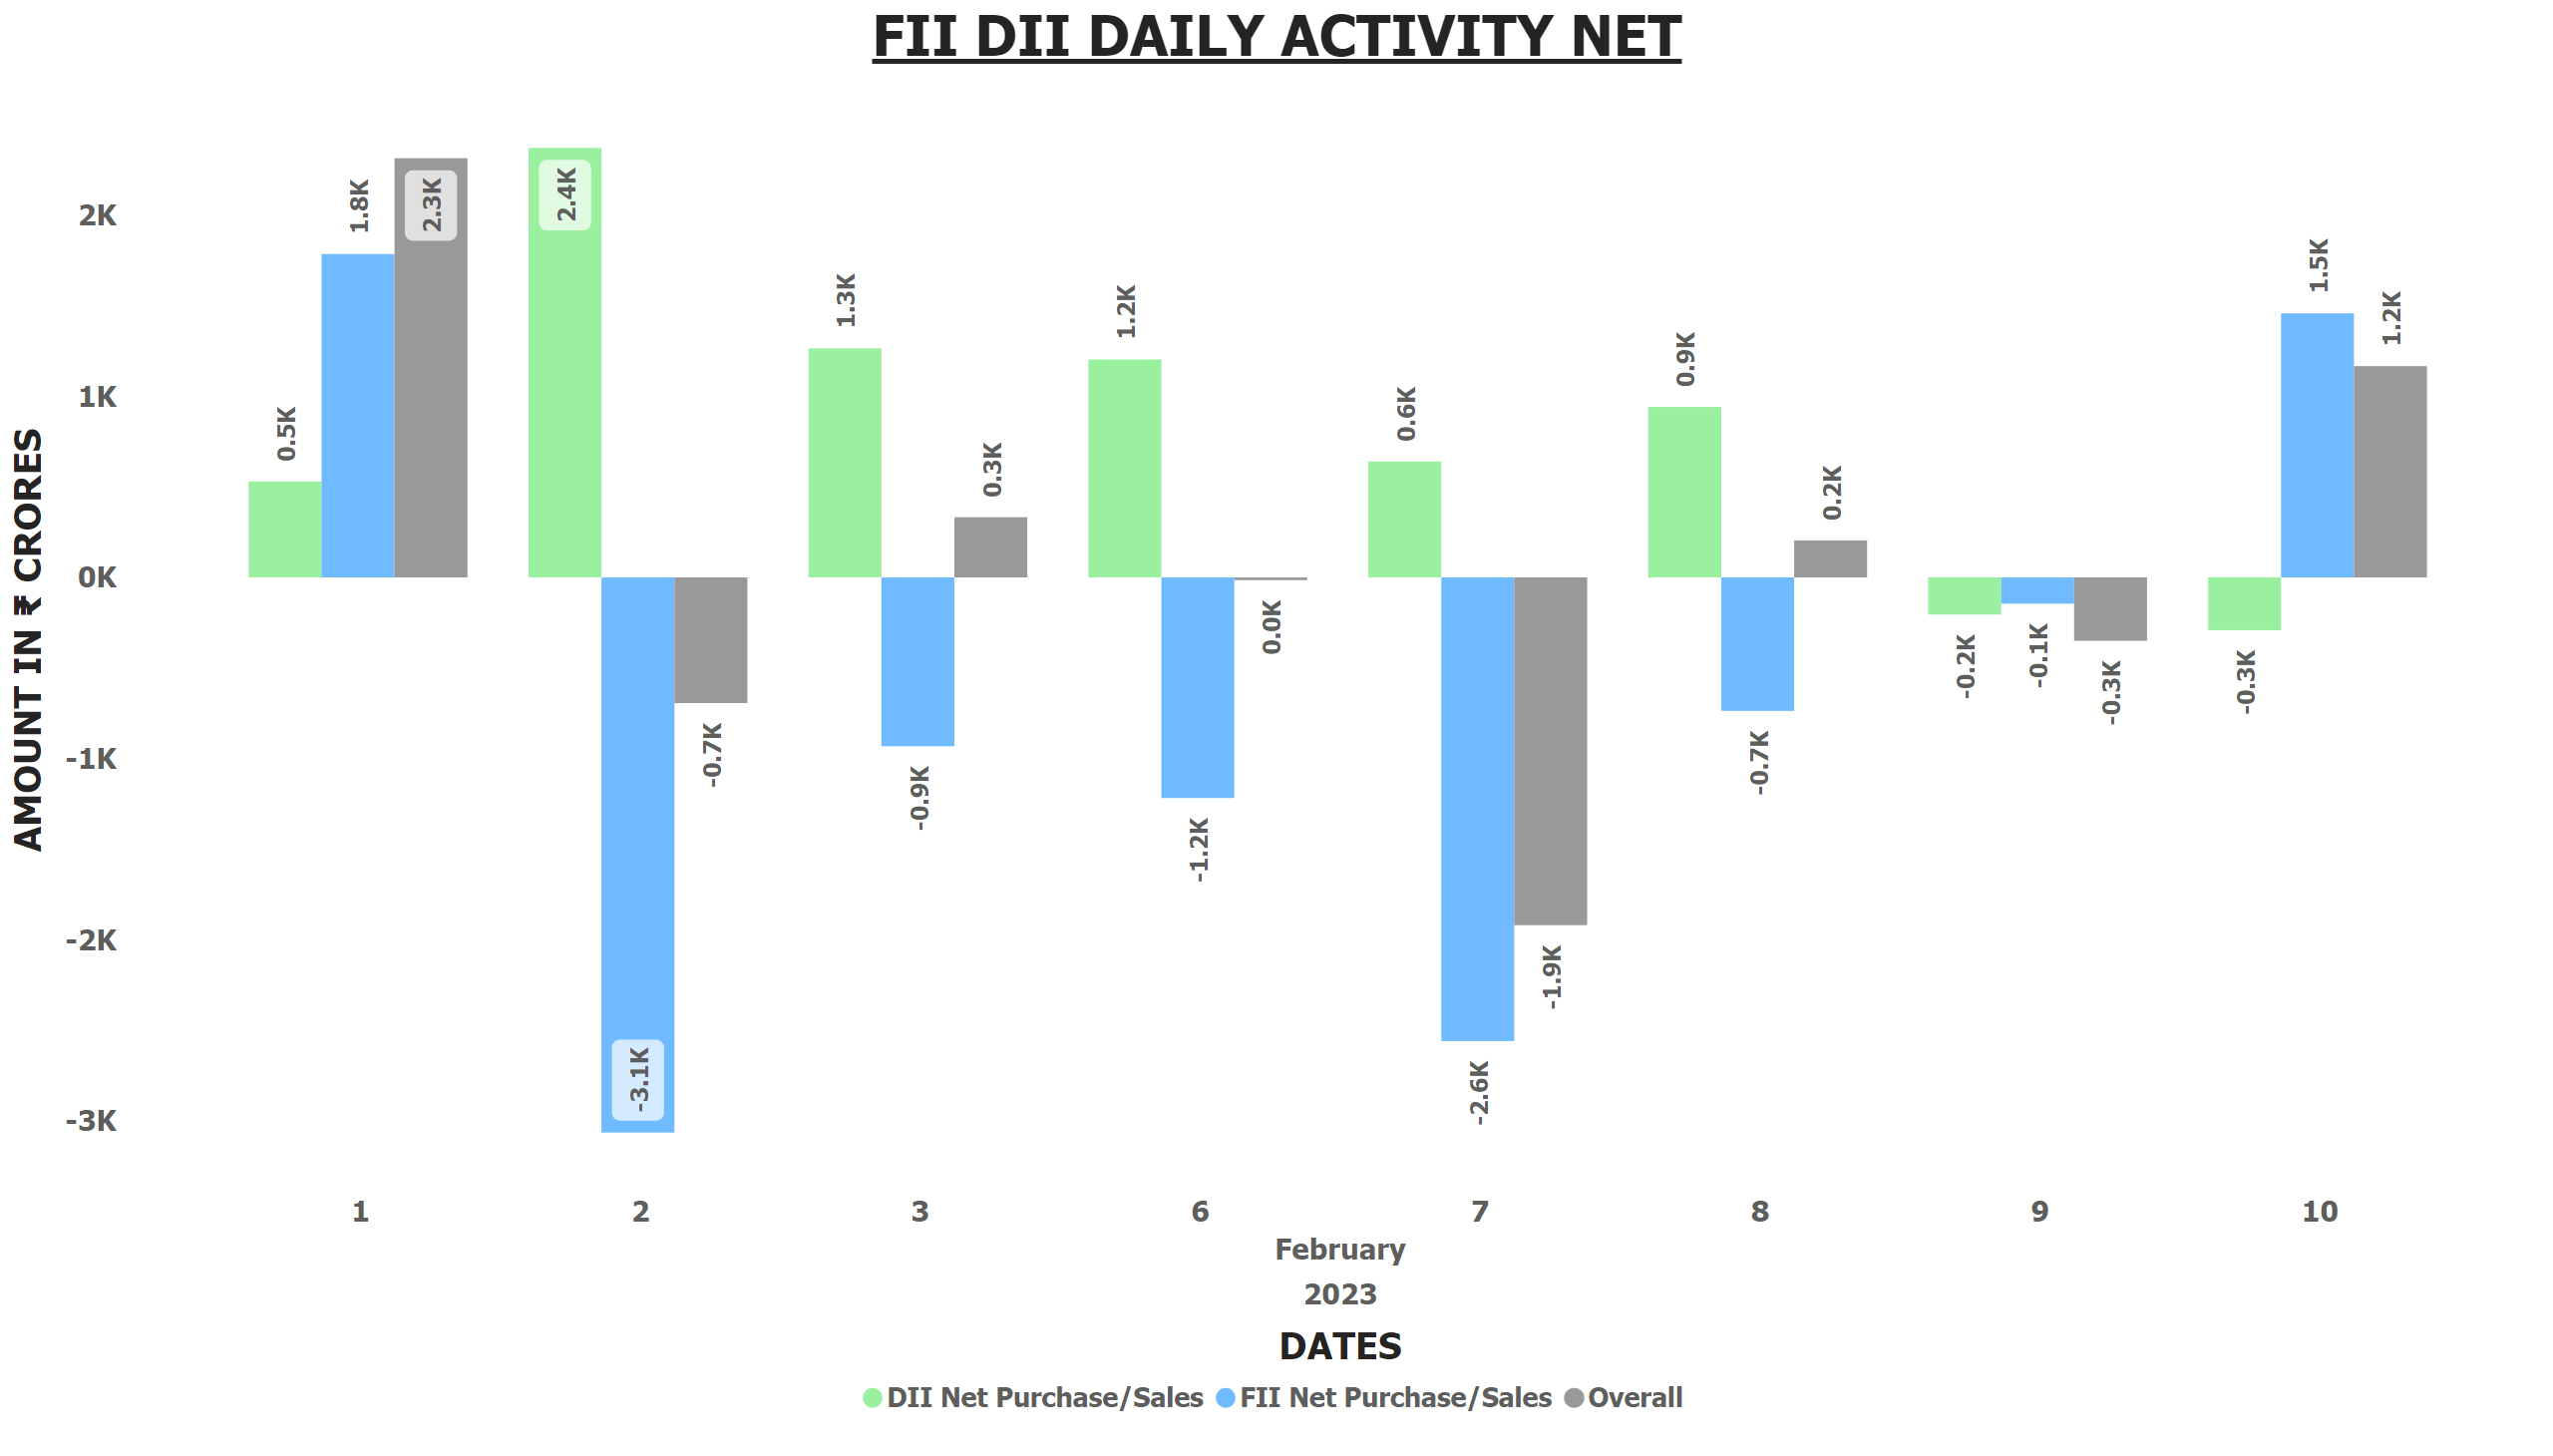 FII DII DAILY ACTIVITY NET
AMOUNT IN ₹ CRORES
2K
1K
0K
-1K
-2K
-3K
0.5K
1.8K
2.3K
2.4K
-3.1K
-0.7K
1.3K
-0.9K
0.3K
1.2K
-1.2K
0.0K
0.6K
-2.6K
-1.9K
0.9K
-0.7K
0.2K
-0.2K
-0.1K
-0.3K
-0.3K
1.5K
1.2K
1 2 3 6 7 8 9 10
February
2023
DATES
DII Net Purchase/Sales FII Net Purchase/Sales Overall